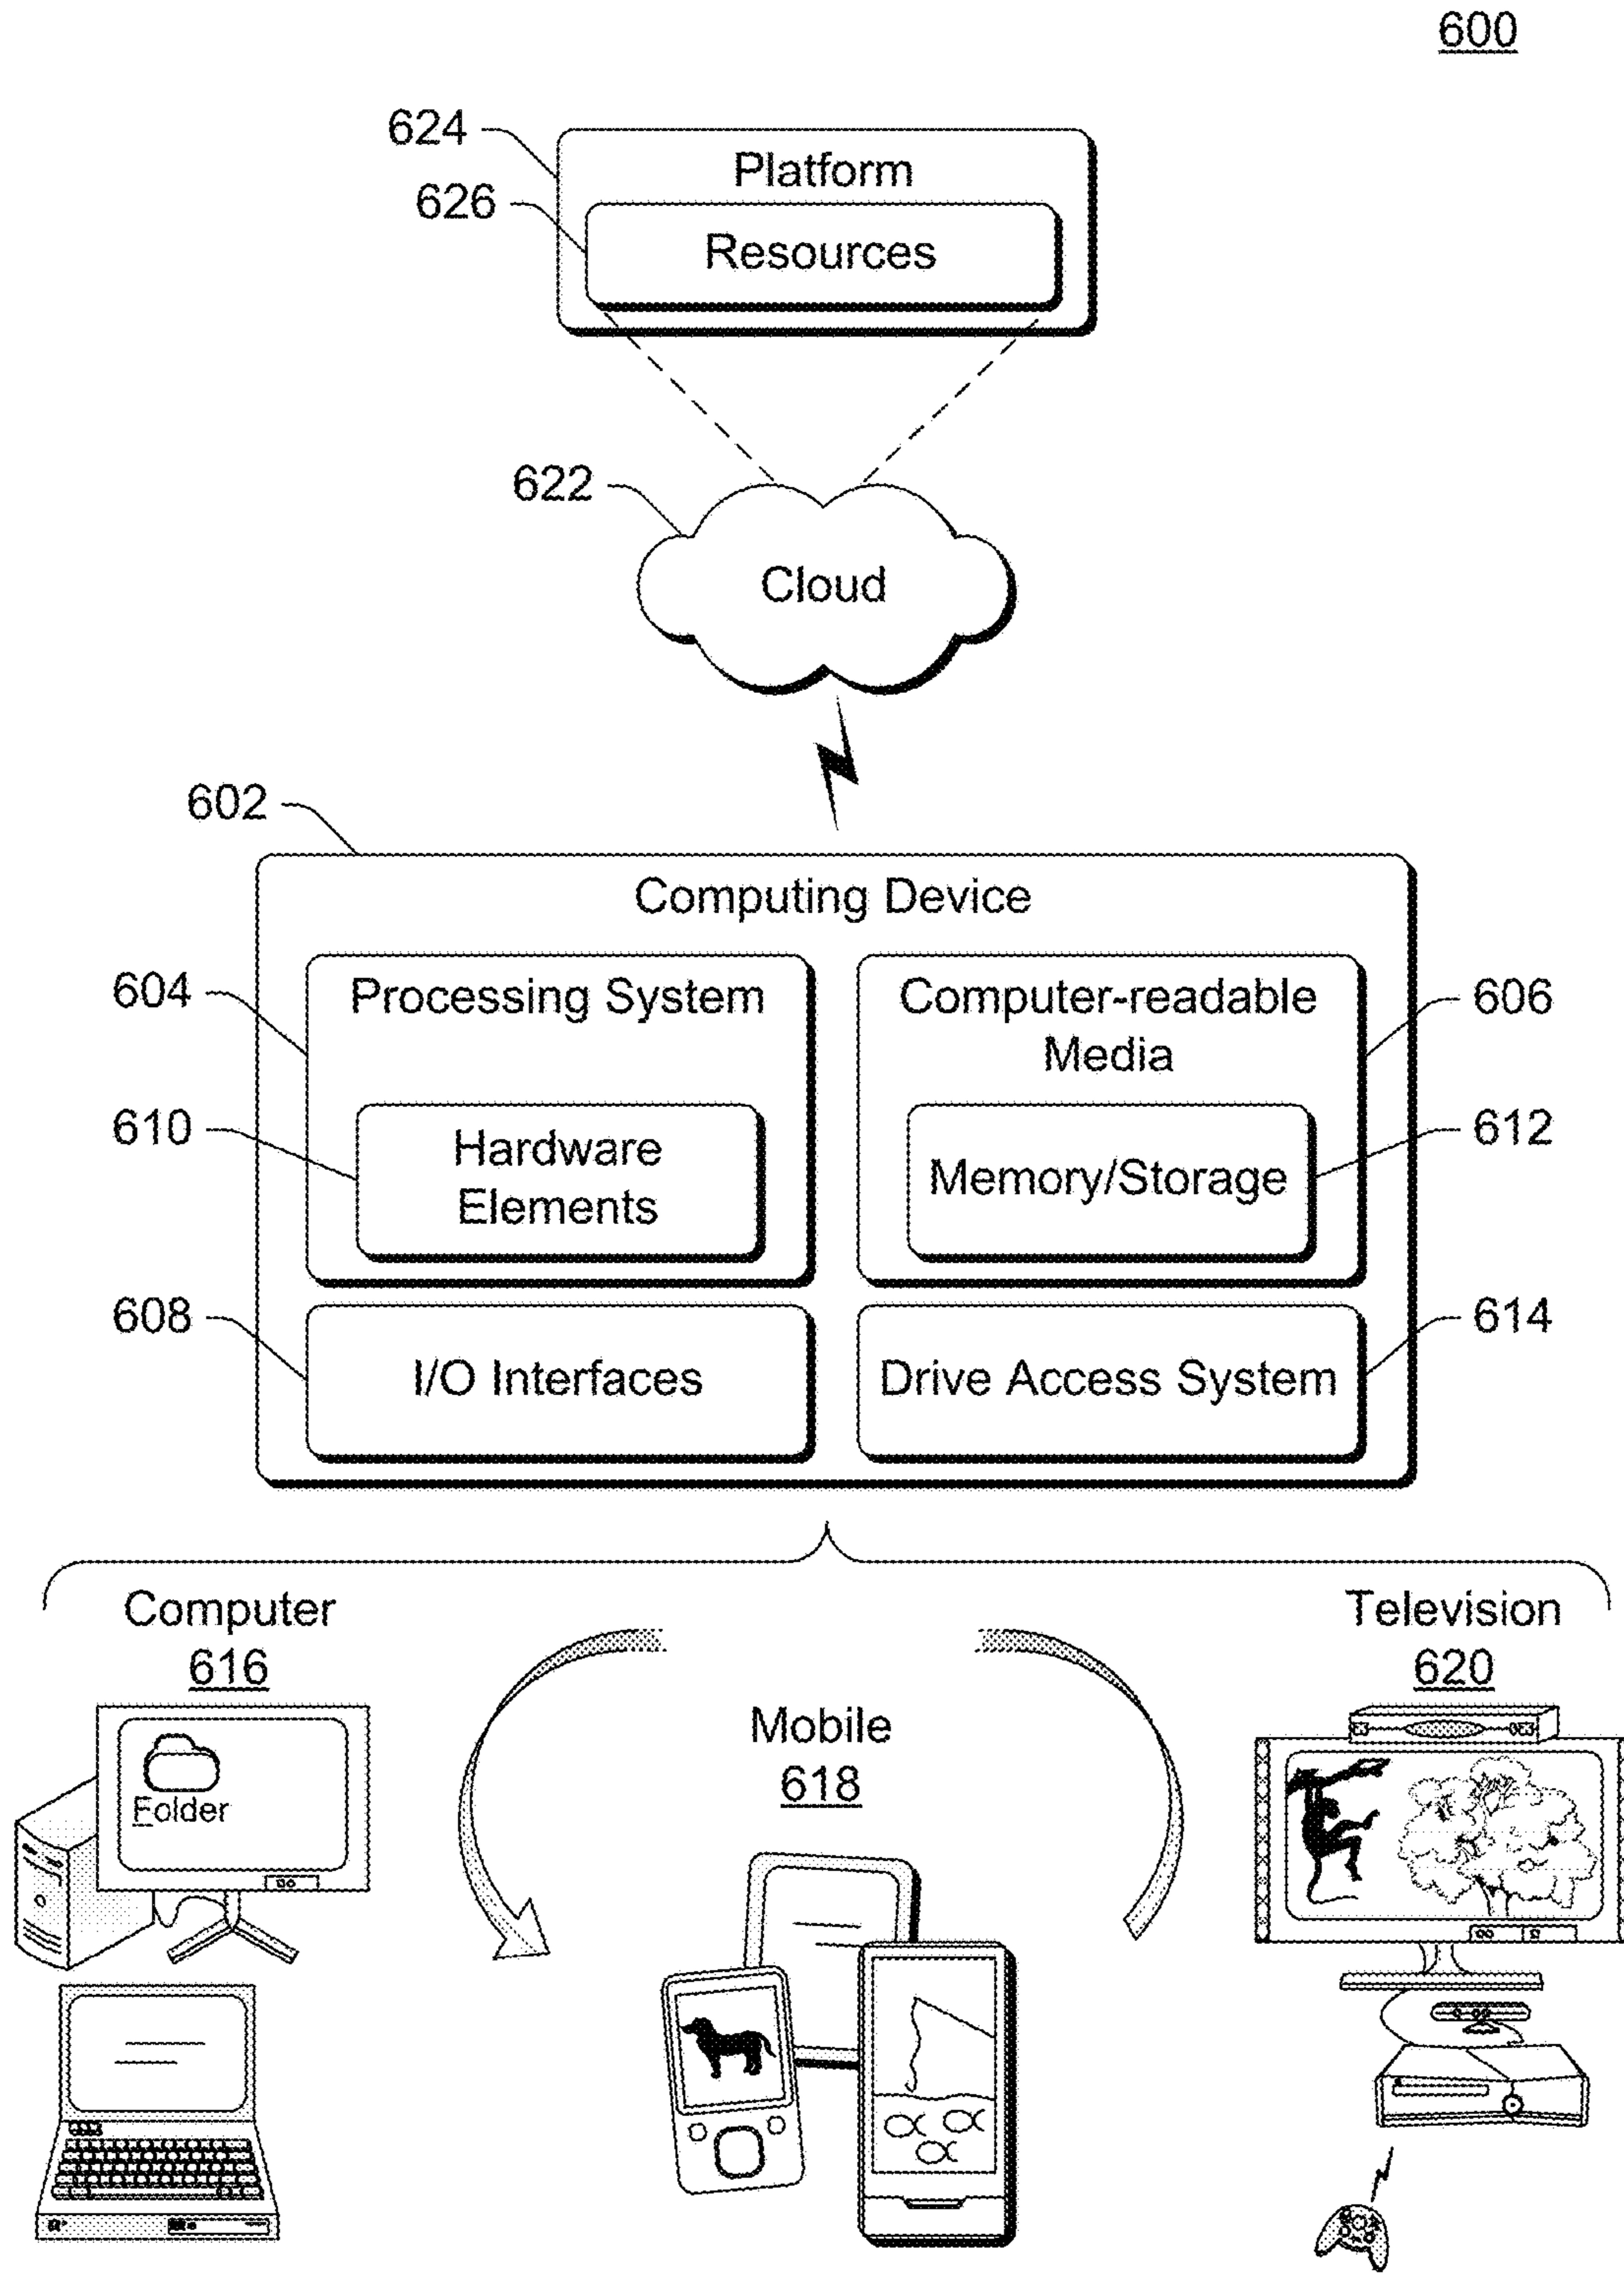 600
624
Platform
626
Resources
622
Cloud
602
Computing Device
604
Processing System
Computer-readable
Media
606
610
Hardware
Elements
Memory/Storage
612
608
I/O Interfaces
Drive Access System
614
Computer
616
Television
620
Mobile
618
Folder